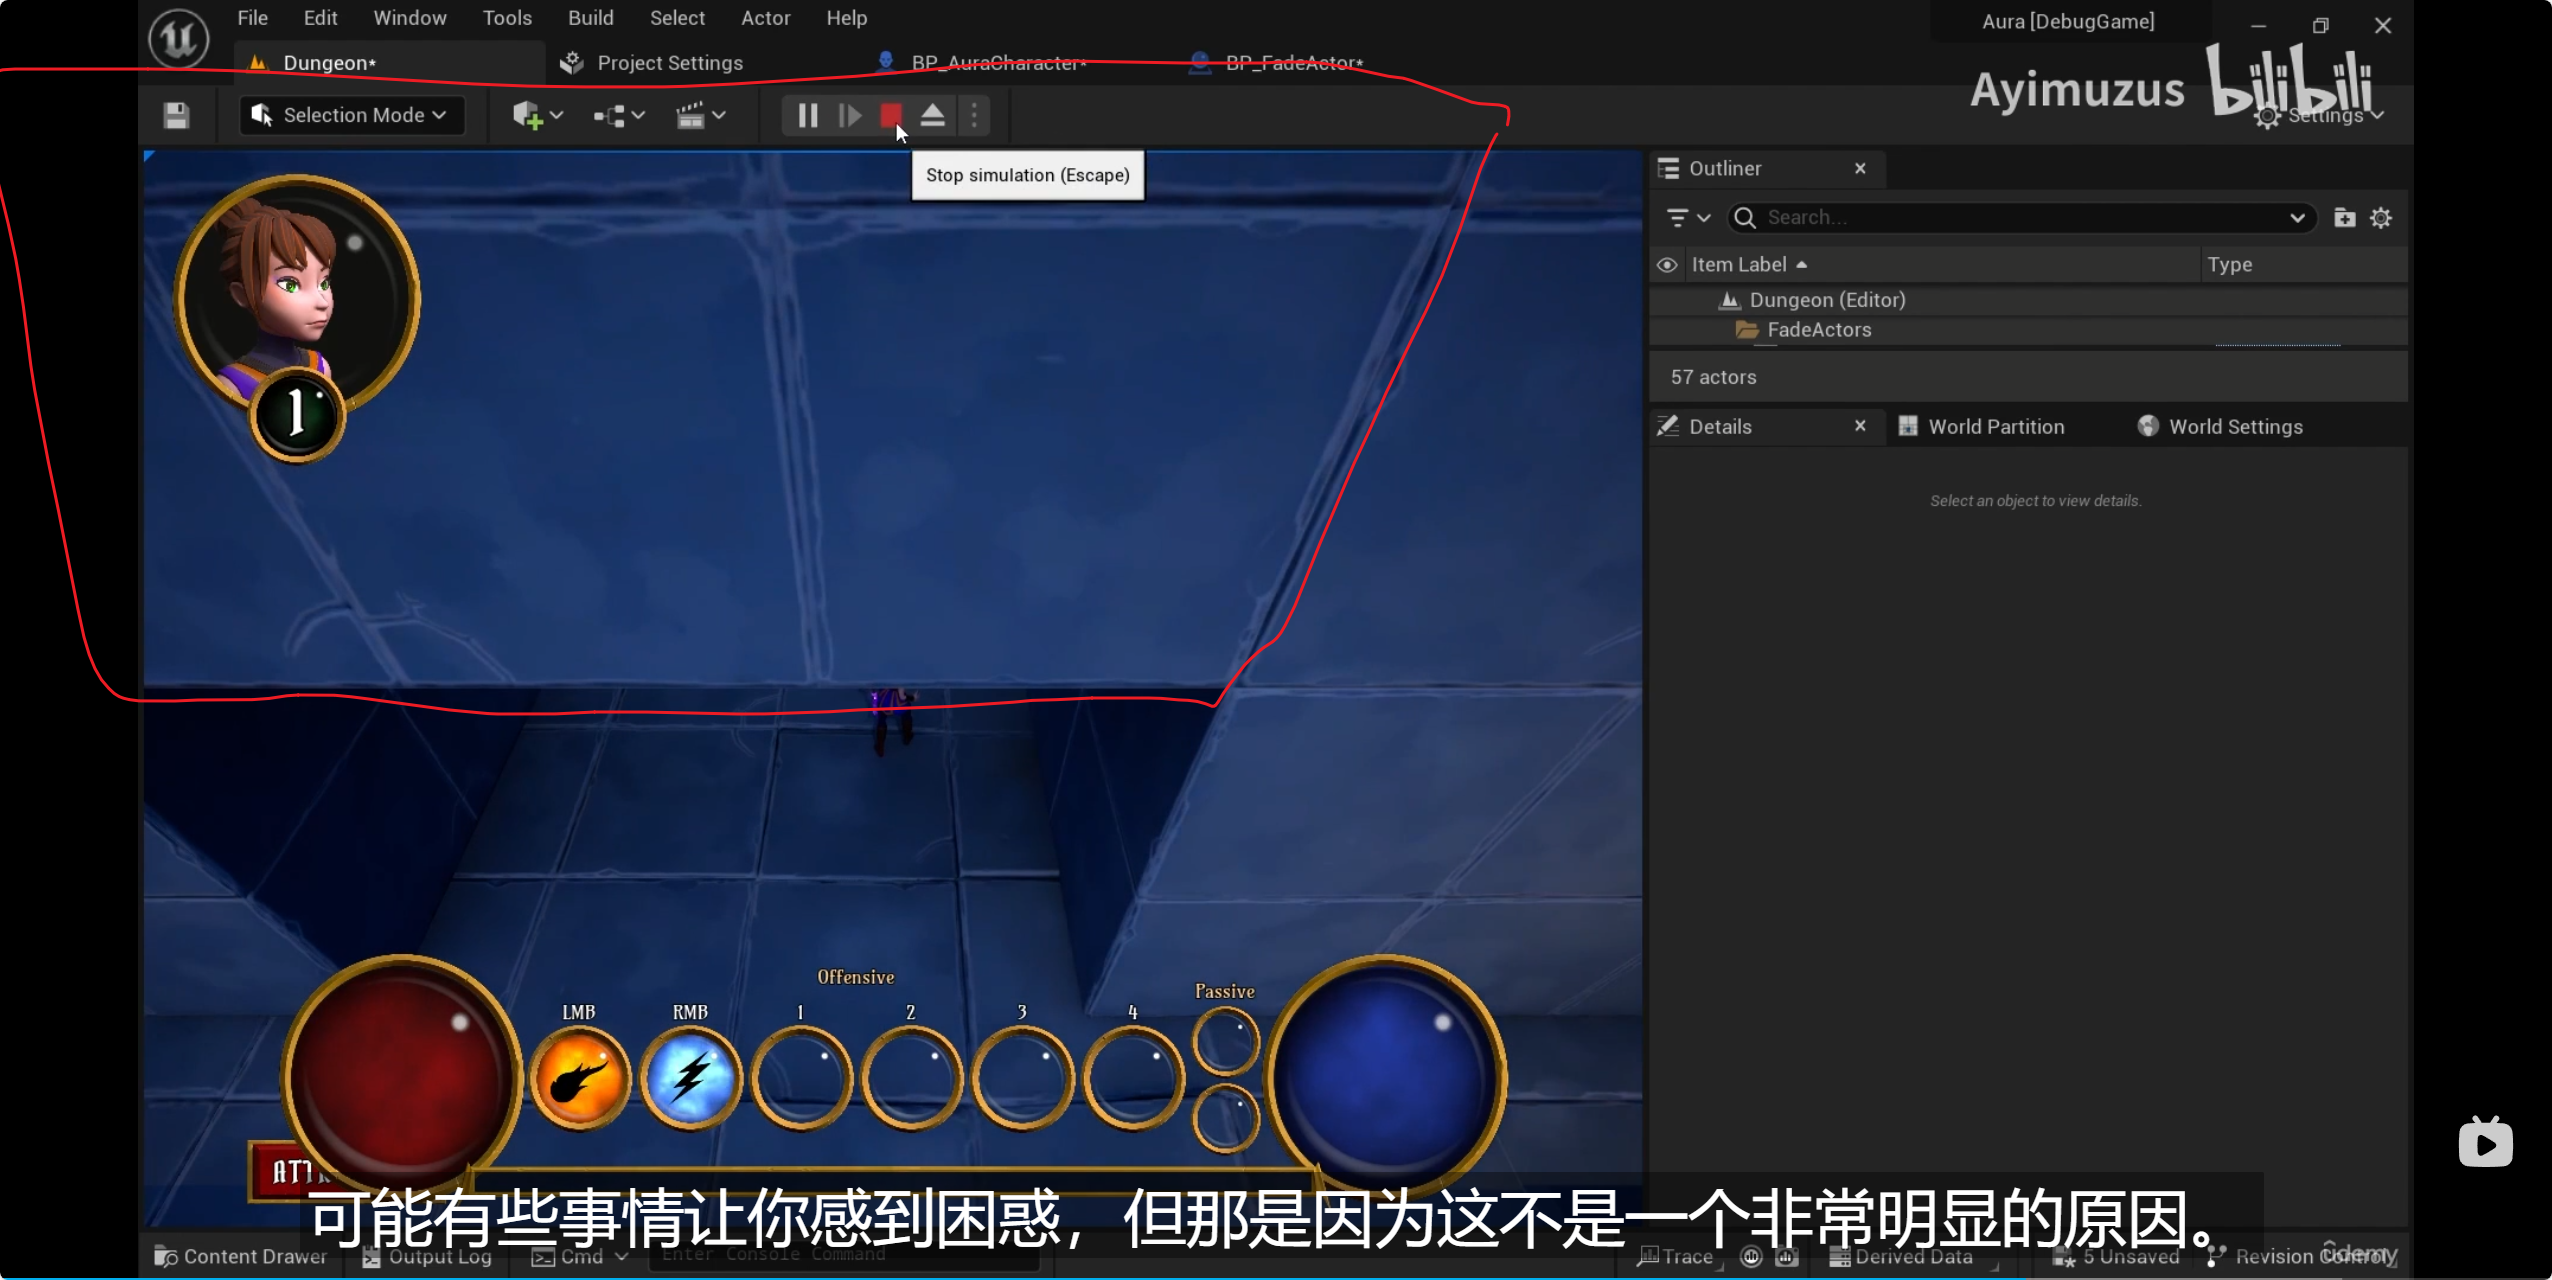 File Edit Window Tools Build Select Actor Help
Aura [DebugGame]
Dungeon* Project Settings BP_AuraCharacter* BP_FadeActor*
Ayimuzus bilibili
Selection Mode
Settings
Stop simulation (Escape)
Outliner
Search...
Item Label Type
Dungeon (Editor)
FadeActors
57 actors
Details World Partition World Settings
Select an object to view details.
1
Offensive
Passive
LMB RMB 1 2 3 4
可能有些事情让你感到困惑，但那是因为这不是一个非常明显的原因。
Content Drawer Output Log Cmd Enter Console Command Trace Derived Data 5 Unsaved Revision Control
ûdemy